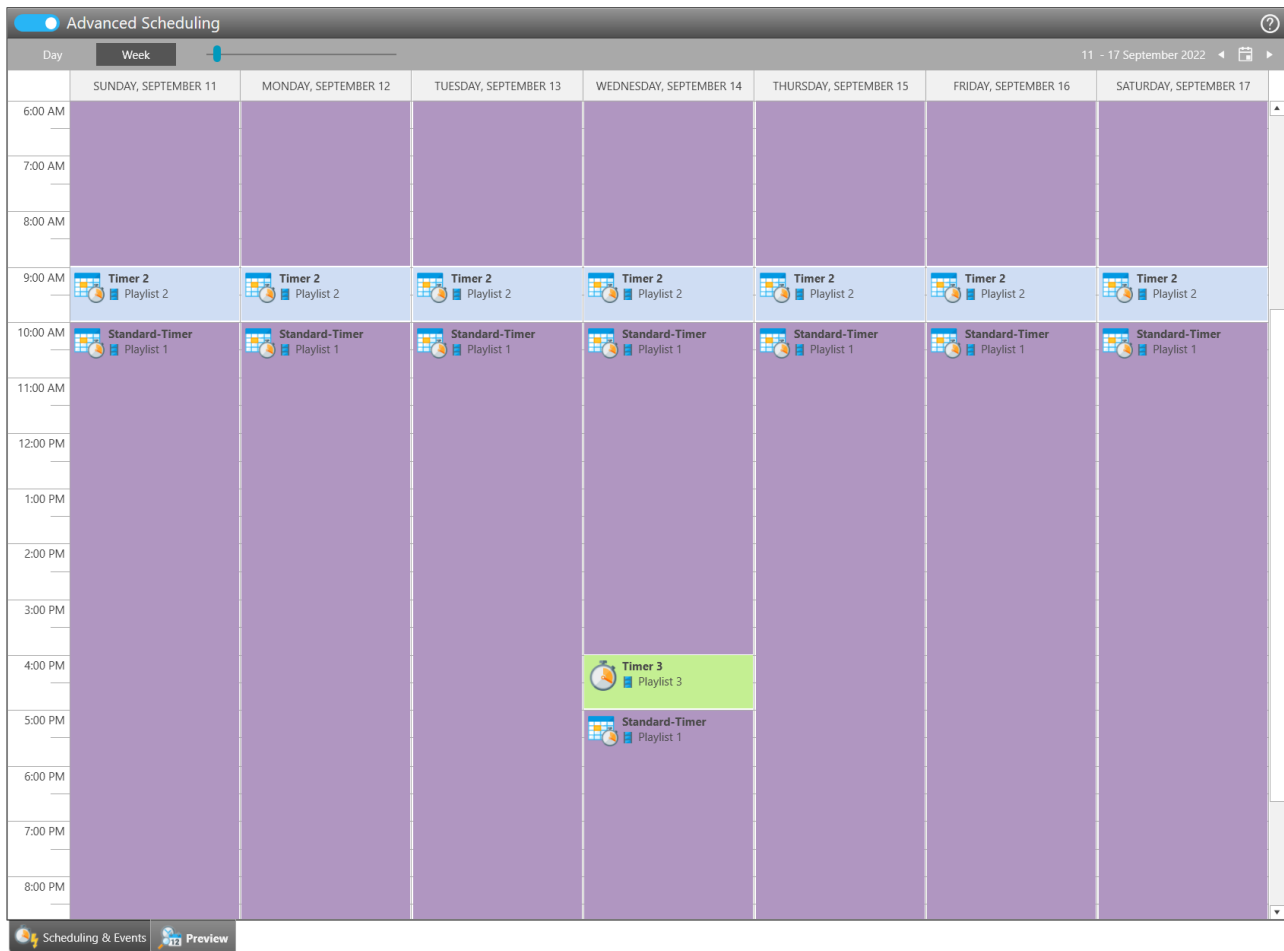 Advanced Scheduling
Day Week 11 - 17 September 2022
SUNDAY, SEPTEMBER 11 MONDAY, SEPTEMBER 12 TUESDAY, SEPTEMBER 13 WEDNESDAY, SEPTEMBER 14 THURSDAY, SEPTEMBER 15 FRIDAY, SEPTEMBER 16 SATURDAY, SEPTEMBER 17
6:00 AM
7:00 AM
8:00 AM
9:00 AM Timer 2 Timer 2 Timer 2 Timer 2 Timer 2 Timer 2 Timer 2
Playlist 2 Playlist 2 Playlist 2 Playlist 2 Playlist 2 Playlist 2 Playlist 2
10:00 AM Standard-Timer Standard-Timer Standard-Timer Standard-Timer Standard-Timer Standard-Timer Standard-Timer
Playlist 1 Playlist 1 Playlist 1 Playlist 1 Playlist 1 Playlist 1 Playlist 1
11:00 AM
12:00 PM
1:00 PM
2:00 PM
3:00 PM
4:00 PM Timer 3
Playlist 3
5:00 PM Standard-Timer
Playlist 1
6:00 PM
7:00 PM
8:00 PM
Scheduling & Events 12 Preview